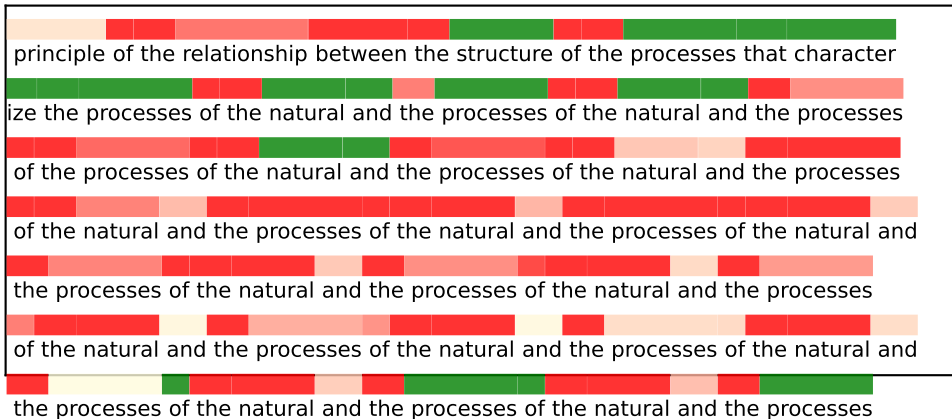 principle of the relationship between the structure of the processes that character
ize the processes of the natural and the processes of the natural and the processes
of the processes of the natural and the processes of the natural and the processes
of the natural and the processes of the natural and the processes of the natural and
the processes of the natural and the processes of the natural and the processes
of the natural and the processes of the natural and the processes of the natural and
the processes of the natural and the processes of the natural and the processes